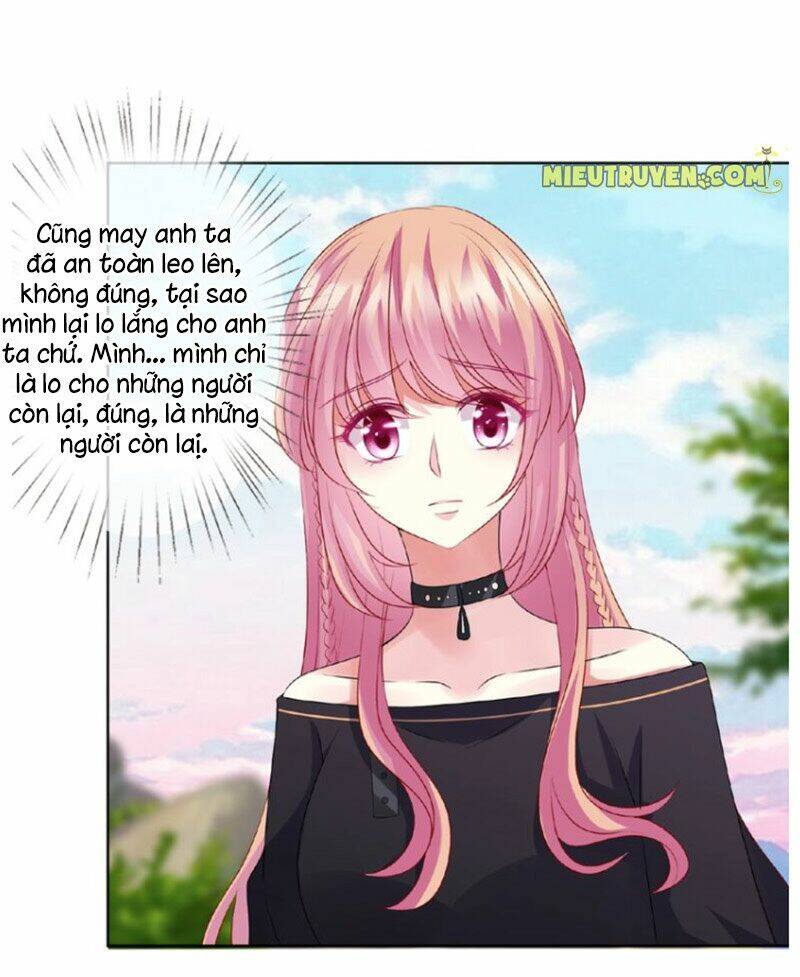 MIEUTRUYEN.COM
Cũng may anh ta
đã an toàn leo lên,
không đúng, tại sao
mình lại lo lắng cho anh
ta chứ. Mình... mình chỉ
là lo cho những người
còn lại, đúng, là những
người còn lại.